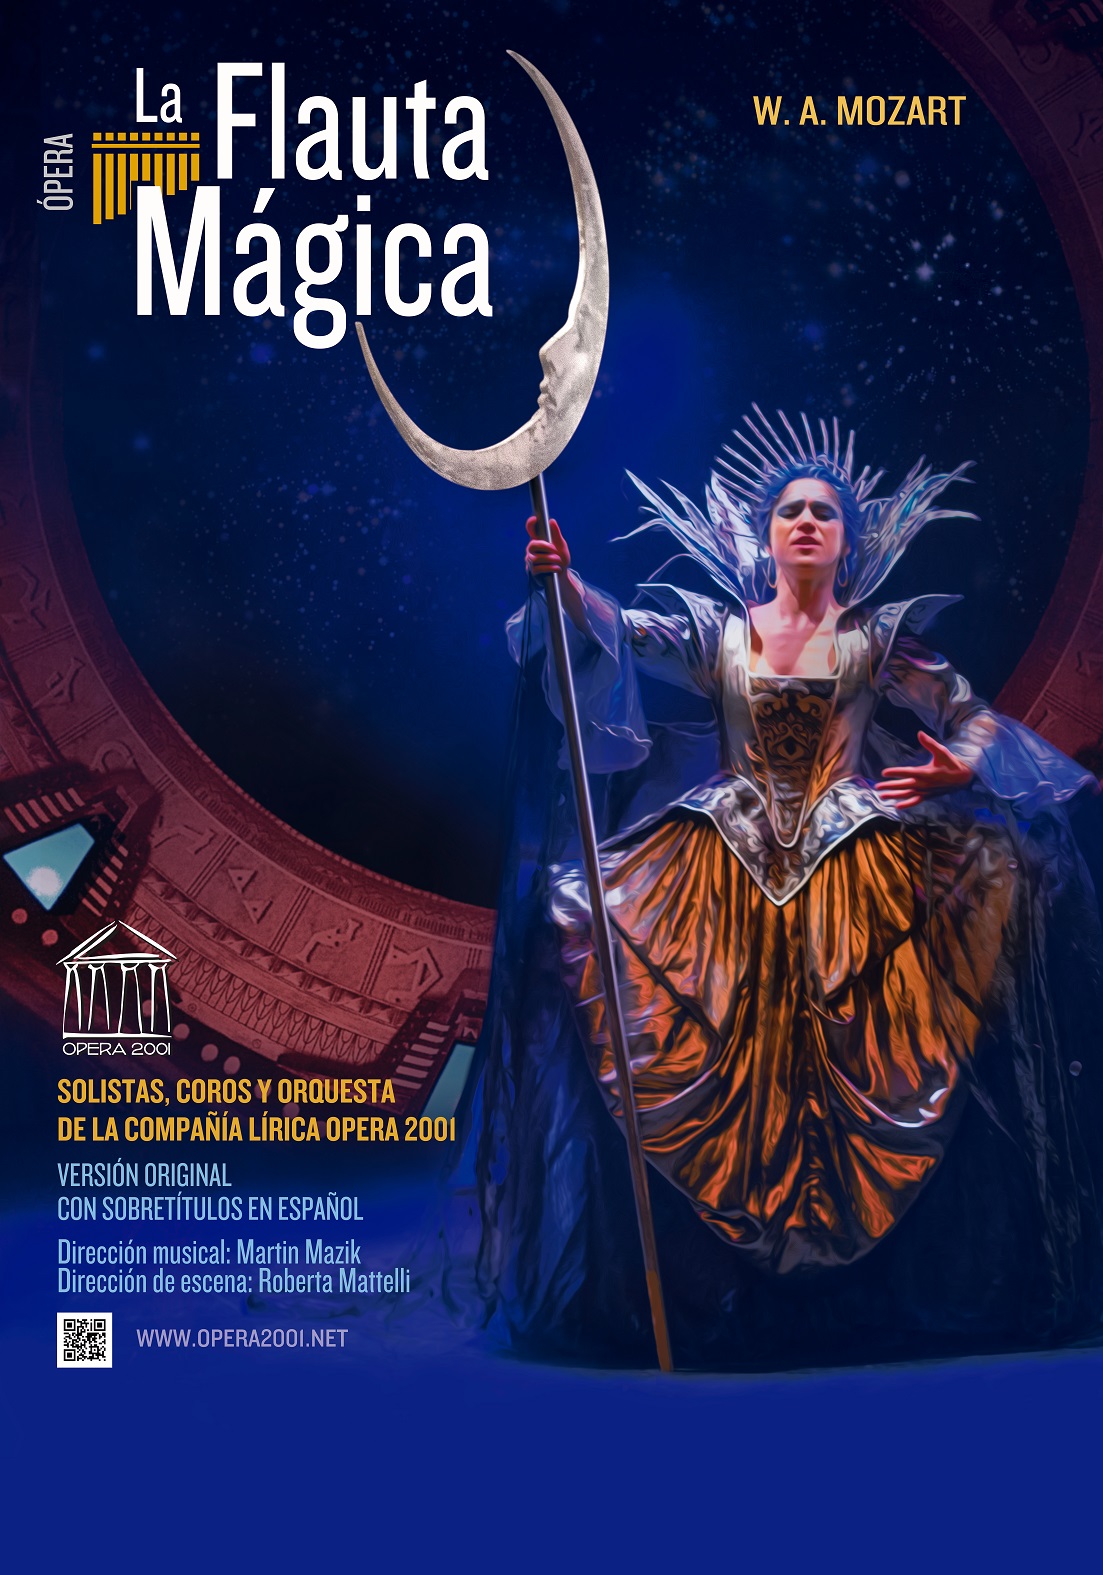 ÓPERA
La Flauta
Mágica
W. A. MOZART
OPERA 2001
SOLISTAS, COROS Y ORQUESTA
DE LA COMPAÑÍA LÍRICA OPERA 2001
VERSIÓN ORIGINAL
CON SOBRETÍTULOS EN ESPAÑOL
Dirección musical: Martin Mazik
Dirección de escena: Roberta Mattelli
WWW.OPERA2001.NET